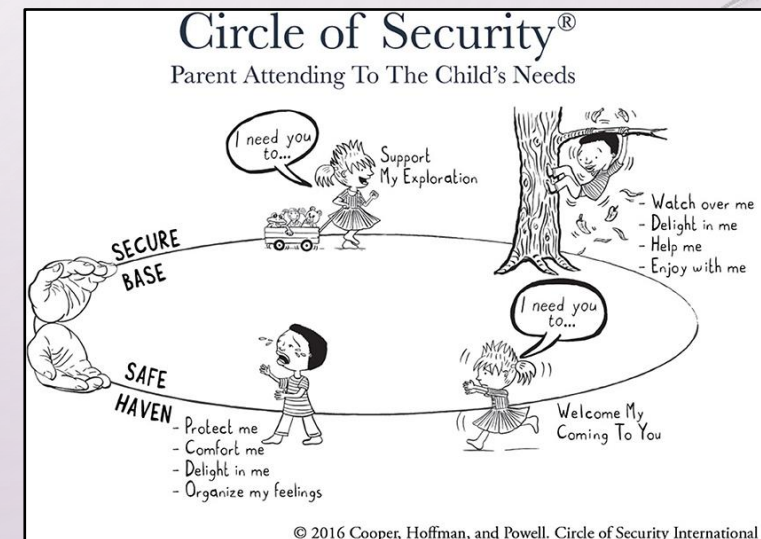 Circle of Security®
Parent Attending To The Child's Needs
I need you
to...
Support
My Exploration
- Watch over me
- Delight in me
- Help me
- Enjoy with me
SECURE
BASE
I need you
to...
Welcome My
Coming To You
SAFE
HAVEN
- Protect me
- Comfort me
- Delight in me
- Organize my feelings
© 2016 Cooper, Hoffman, and Powell. Circle of Security International